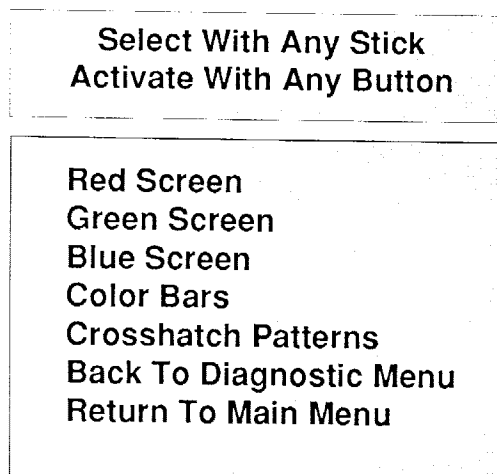 Select With Any Stick
Activate With Any Button
Red Screen
Green Screen
Blue Screen
Color Bars
Crosshatch Patterns
Back To Diagnostic Menu
Return To Main Menu